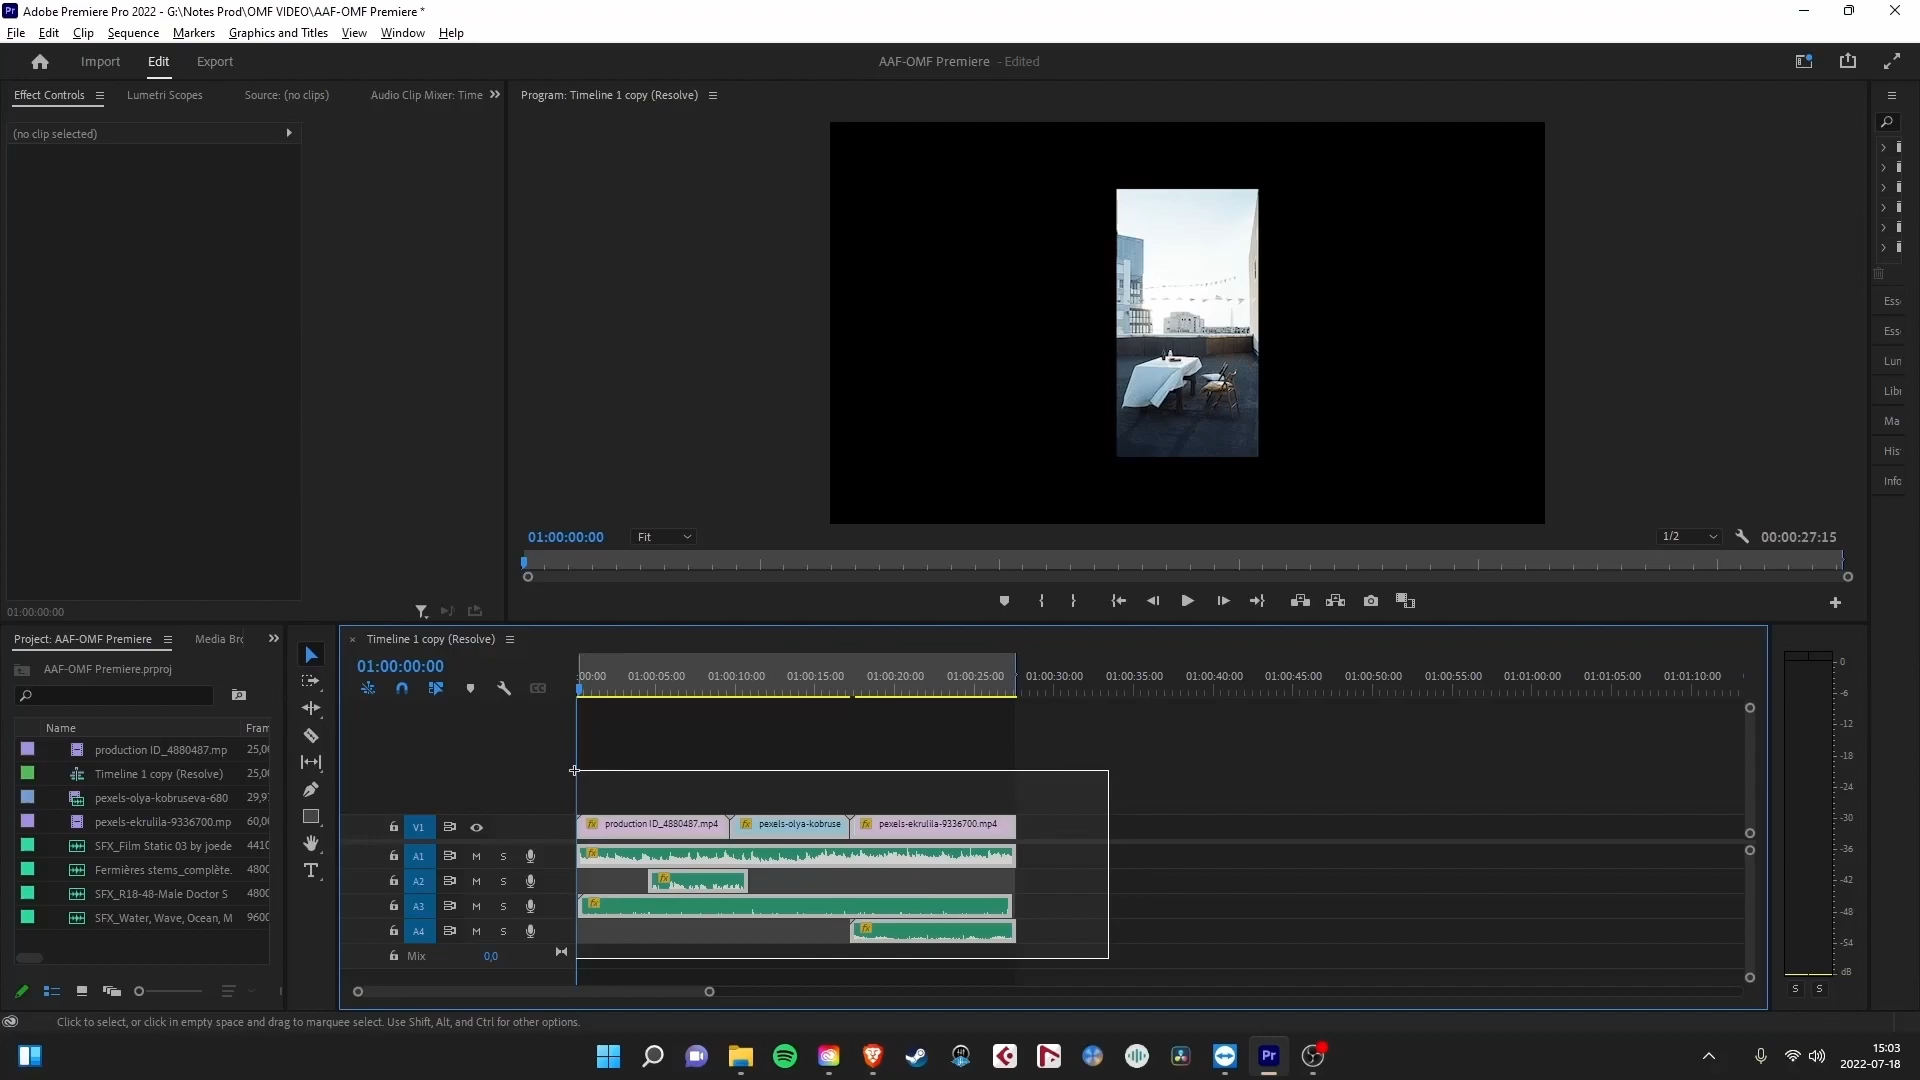 Adobe Premiere Pro 2022 - G:\Notes Prod\OMF VIDEO\AAF-OMF Premiere *
File Edit Clip Sequence Markers Graphics and Titles View Window Help
Import Edit Export AAF-OMF Premiere - Edited
Effect Controls Lumetri Scopes Source: (no clips) Audio Clip Mixer: Time Program: Timeline 1 copy (Resolve)
(no clip selected)
Ess
Ess
Lun
Libr
Ma
His
Info
01:00:00:00 Fit 1/2 00:00:27:15
01:00:00:00
Project: AAF-OMF Premiere Media Bro
AAF-OMF Premiere.prproj
Name Fram
production ID_4880487.mp 25,00
Timeline 1 copy (Resolve) 25,00
pexels-olya-kobruseva-680 29,97
pexels-ekrulila-9336700.mp 60,00
SFX_Film Static 03 by joede 4410
Fermières stems_complète. 4800
SFX_R18-48-Male Doctor S 4800
SFX_Water, Wave, Ocean, M 9600
Timeline 1 copy (Resolve)
01:00:00:00
:00:00 01:00:05:00 01:00:10:00 01:00:15:00 01:00:20:00 01:00:25:00 01:00:30:00 01:00:35:00 01:00:40:00 01:00:45:00 01:00:50:00 01:00:55:00 01:01:00:00 01:01:05:00 01:01:10:00
V1 production ID_4880487.mp4 pexels-olya-kobruse pexels-ekrulila-9336700.mp4
A1 M S
A2 M S
A3 M S
A4 M S
Mix 0,0
0
-6
-12
-18
-24
-30
-36
-42
-48
-54
dB
S S
Click to select, or click in empty space and drag to marquee select. Use Shift, Alt, and Ctrl for other options.
Pr
15:03
2022-07-18